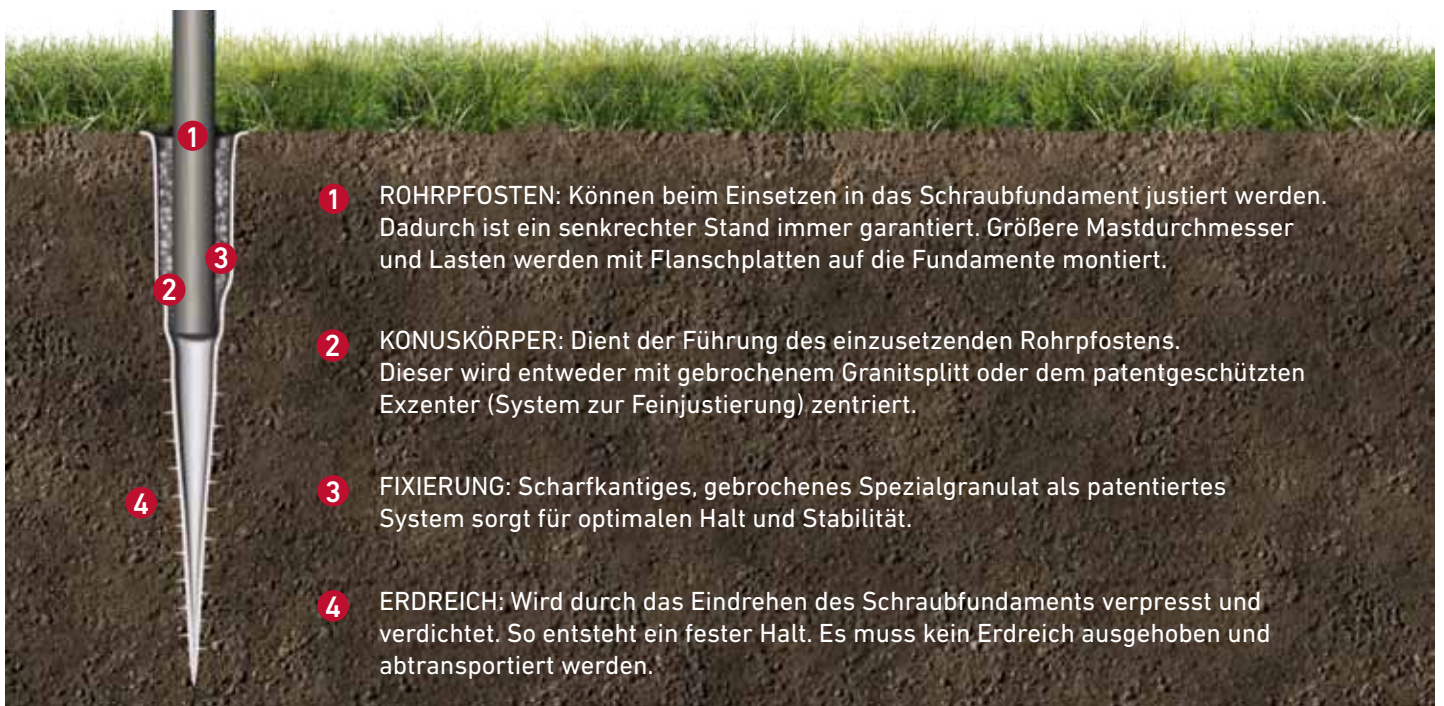 1
3
2
4
1 ROHRPFOSTEN: Können beim Einsetzen in das Schraubfundament justiert werden.
Dadurch ist ein senkrechter Stand immer garantiert. Größere Mastdurchmesser
und Lasten werden mit Flanschplatten auf die Fundamente montiert.
2 KONUSKÖRPER: Dient der Führung des einzusetzenden Rohrpfostens.
Dieser wird entweder mit gebrochenem Granitsplitt oder dem patentgeschützten
Exzenter (System zur Feinjustierung) zentriert.
3 FIXIERUNG: Scharfkantiges, gebrochenes Spezialgranulat als patentiertes
System sorgt für optimalen Halt und Stabilität.
4 ERDREICH: Wird durch das Eindrehen des Schraubfundaments verpresst und
verdichtet. So entsteht ein fester Halt. Es muss kein Erdreich ausgehoben und
abtransportiert werden.